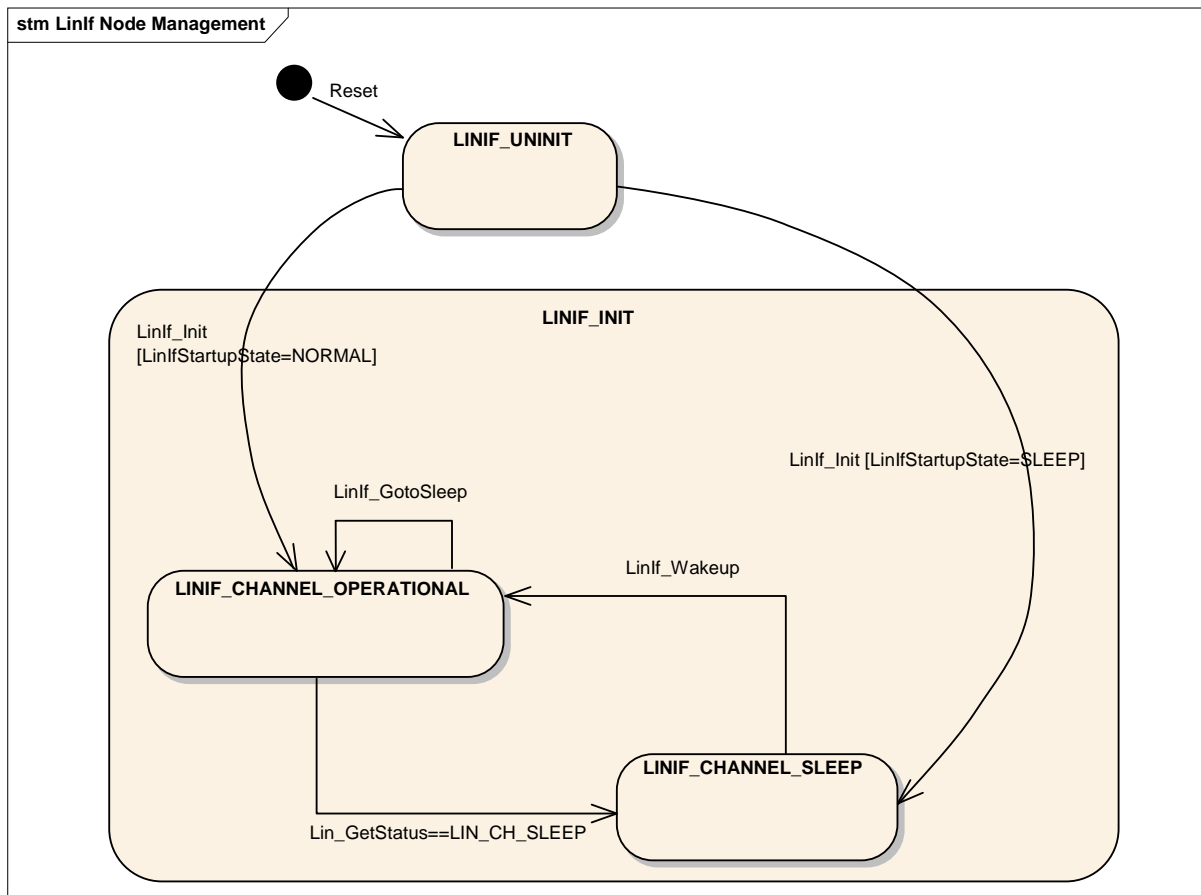 stm LinIf Node Management
Reset
LINIF_UNINIT
LINIF_INIT
LinIf_Init
[LinIfStartupState=NORMAL]
LinIf_Init [LinIfStartupState=SLEEP]
LinIf_GotoSleep
LinIf_Wakeup
LINIF_CHANNEL_OPERATIONAL
LINIF_CHANNEL_SLEEP
Lin_GetStatus==LIN_CH_SLEEP